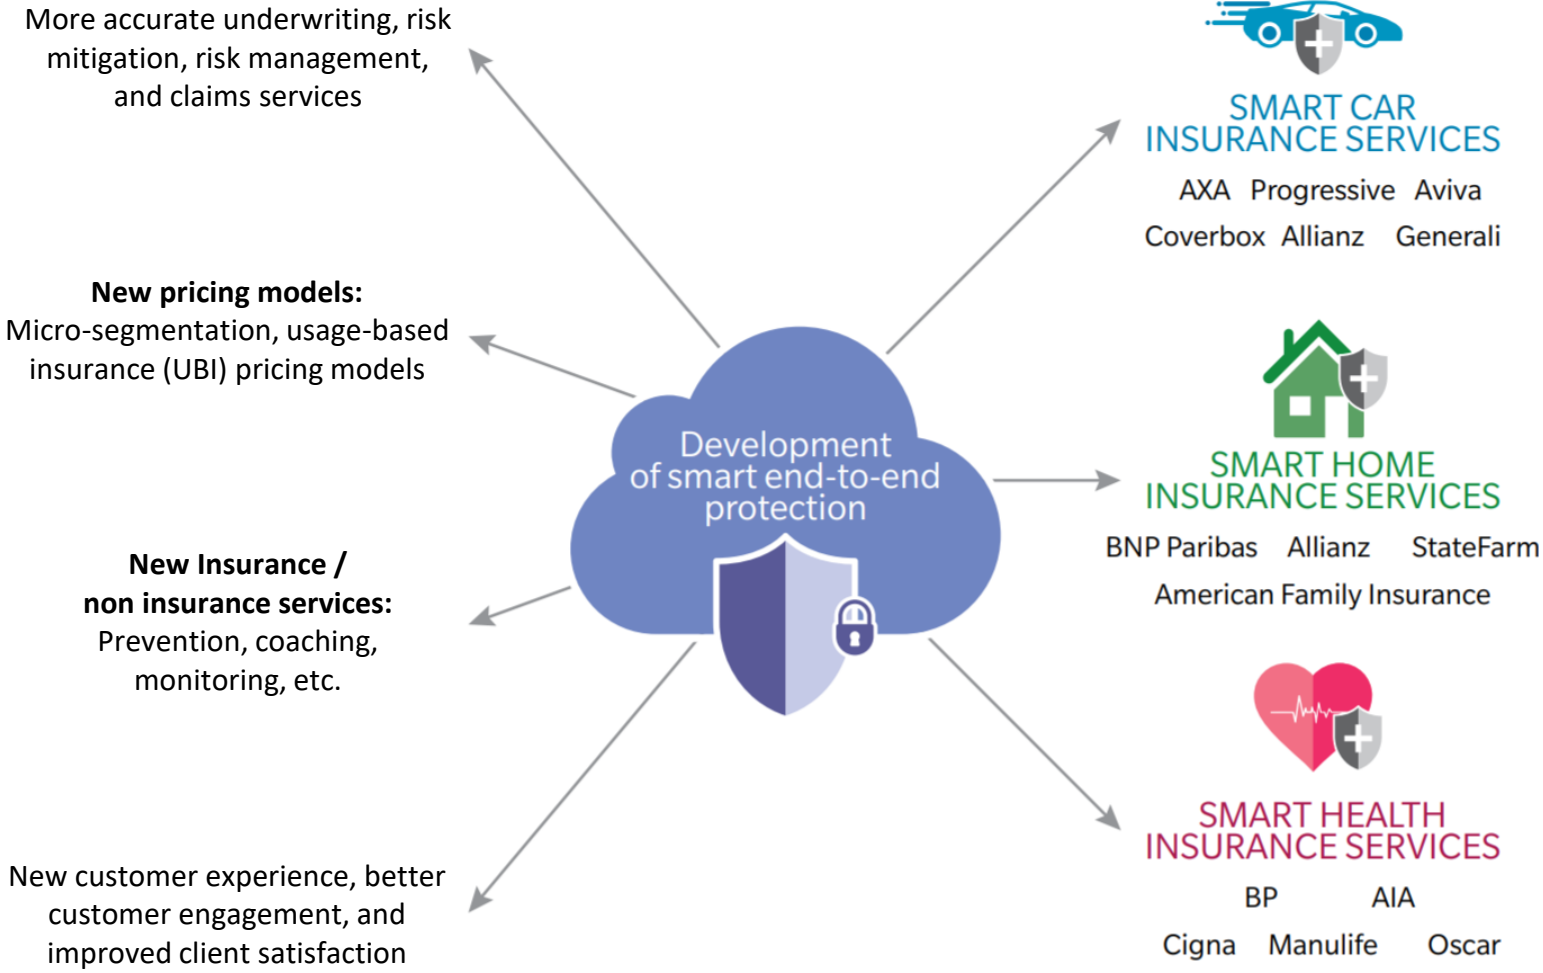 More accurate underwriting, risk
mitigation, risk management,
and claims services
New pricing models:
Micro-segmentation, usage-based
insurance (UBI) pricing models
New Insurance /
non insurance services:
Prevention, coaching,
monitoring, etc.
New customer experience, better
customer engagement, and
improved client satisfaction
Development
of smart end-to-end
protection
SMART CAR
INSURANCE SERVICES
AXA Progressive Aviva
Coverbox Allianz Generali
SMART HOME
INSURANCE SERVICES
BNP Paribas Allianz StateFarm
American Family Insurance
SMART HEALTH
INSURANCE SERVICES
BP AIA
Cigna Manulife Oscar